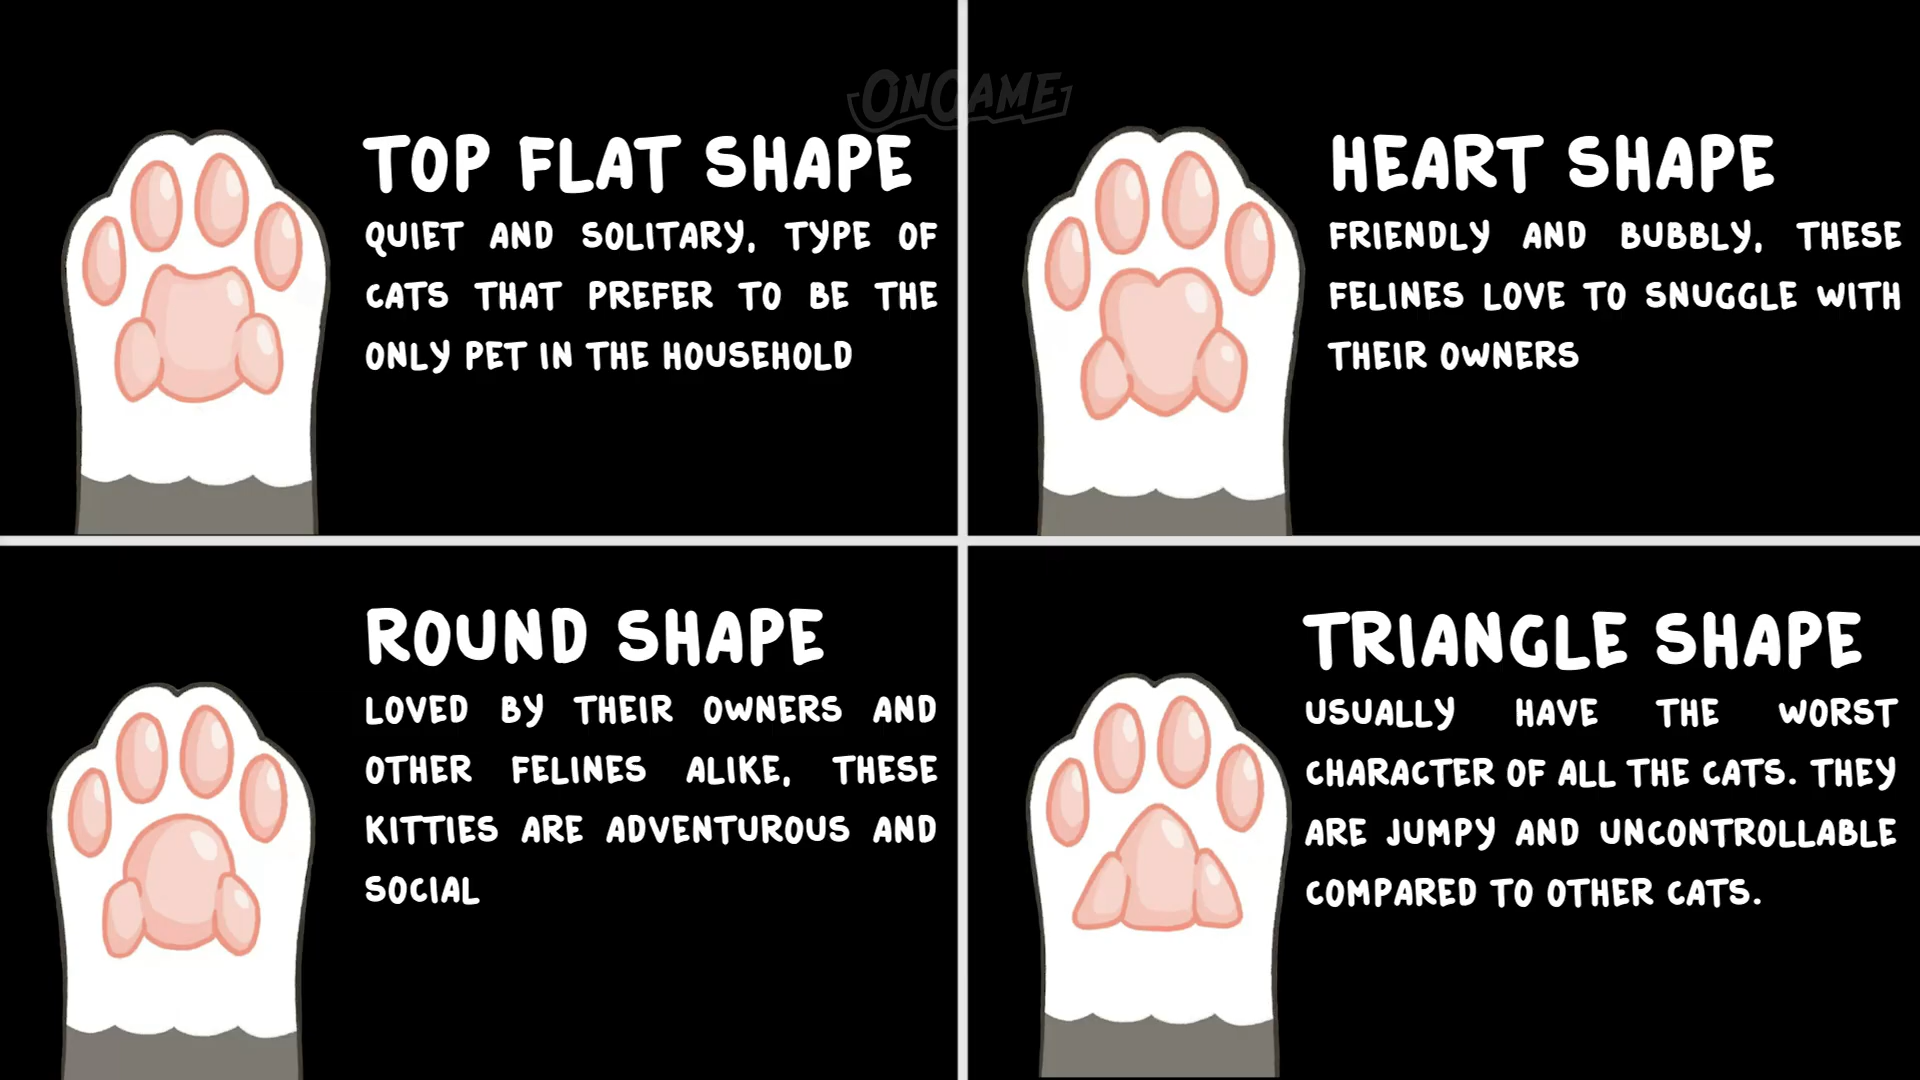 ONGAME
TOP FLAT SHAPE
QUIET AND SOLITARY, TYPE OF
CATS THAT PREFER TO BE THE
ONLY PET IN THE HOUSEHOLD
HEART SHAPE
FRIENDLY AND BUBBLY, THESE
FELINES LOVE TO SNUGGLE WITH
THEIR OWNERS
ROUND SHAPE
LOVED BY THEIR OWNERS AND
OTHER FELINES ALIKE, THESE
KITTIES ARE ADVENTUROUS AND
SOCIAL
TRIANGLE SHAPE
USUALLY HAVE THE WORST
CHARACTER OF ALL THE CATS. THEY
ARE JUMPY AND UNCONTROLLABLE
COMPARED TO OTHER CATS.